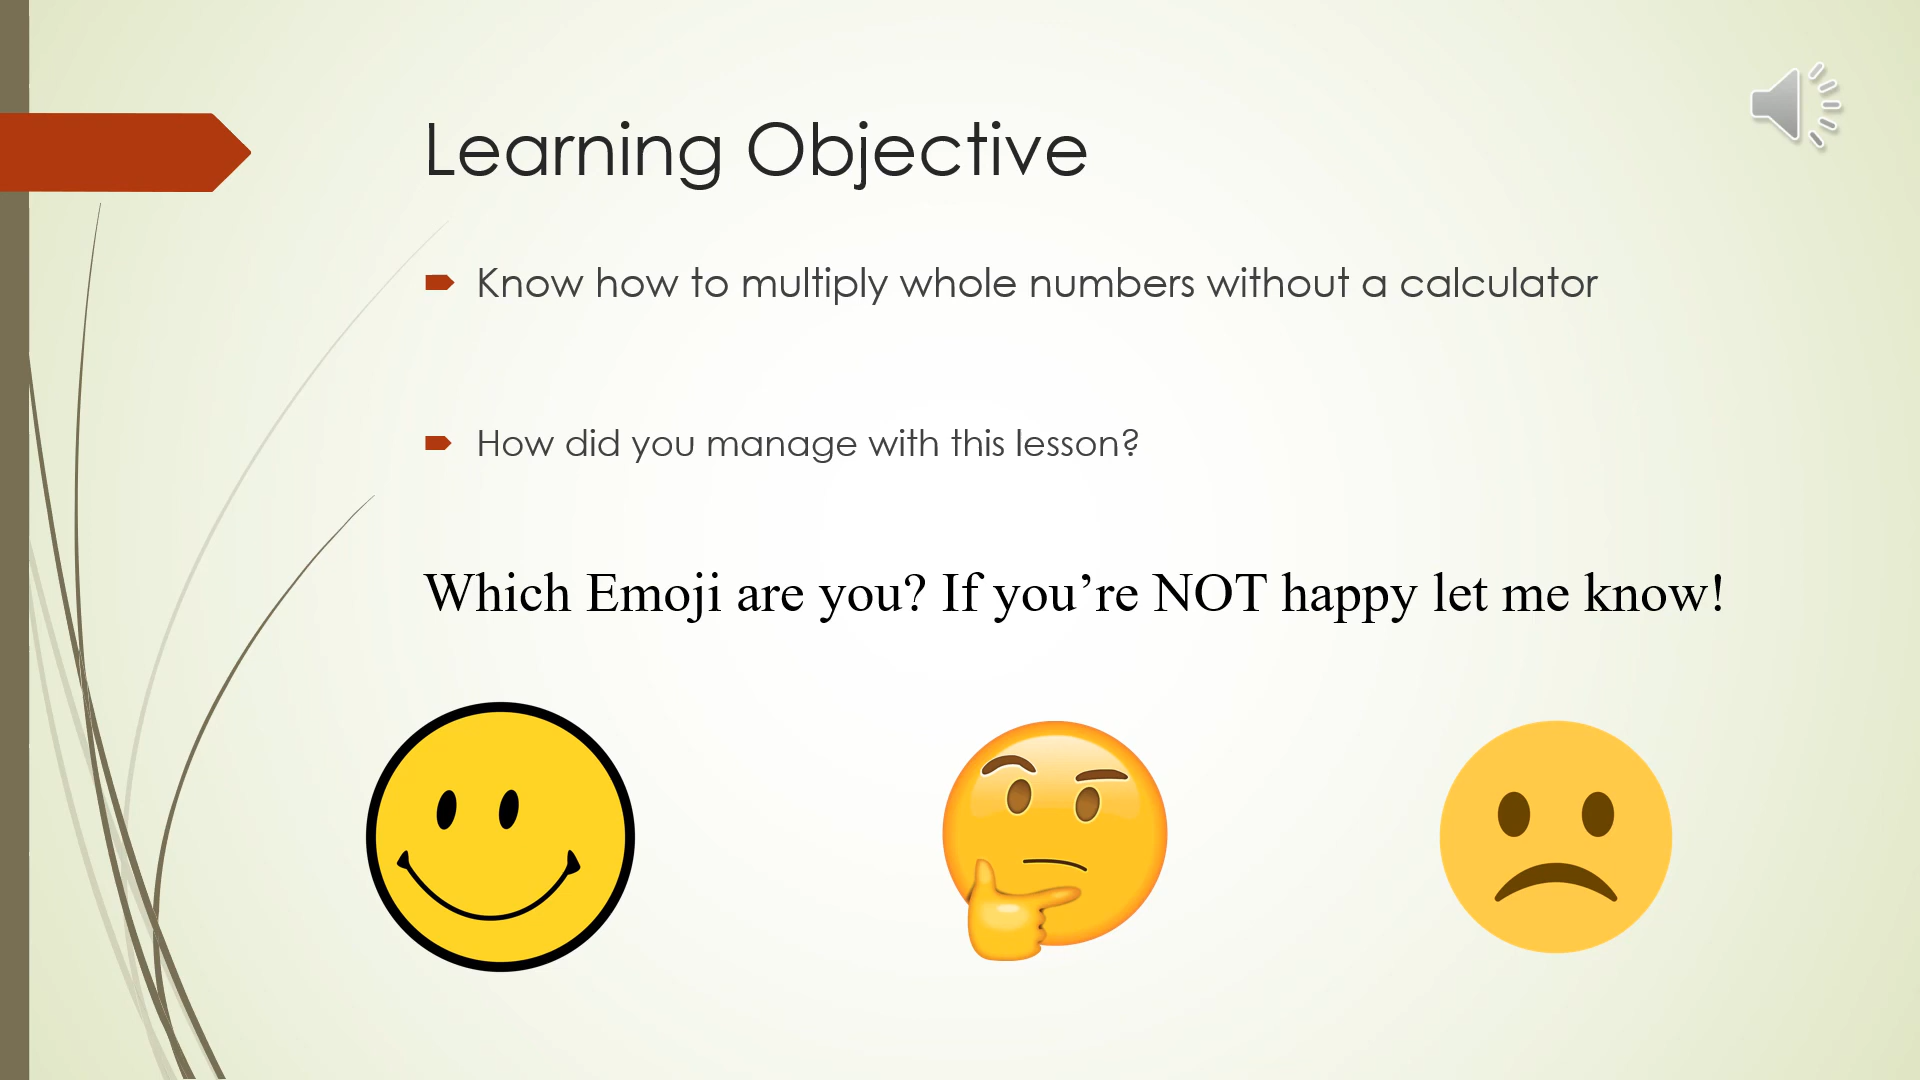 Learning Objective
Know how to multiply whole numbers without a calculator
How did you manage with this lesson?
Which Emoji are you? If you’re NOT happy let me know!